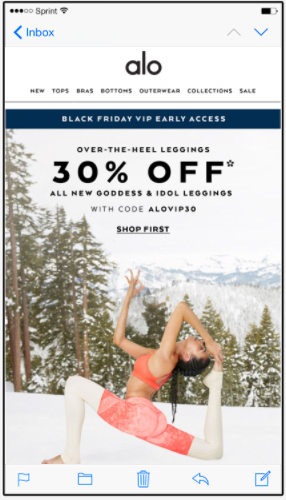 Sprint
Inbox
alo
NEW TOPS BRAS BOTTOMS OUTERWEAR COLLECTIONS SALE
BLACK FRIDAY VIP EARLY ACCESS
OVER-THE-HEEL LEGGINGS
30% OFF☆
ALL NEW GODDESS & IDOL LEGGINGS
WITH CODE ALOVIP30
SHOP FIRST